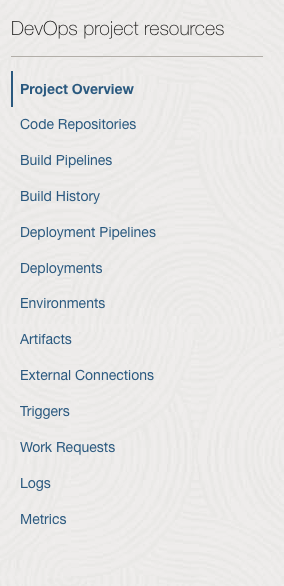 DevOps project resources
Project Overview
Code Repositories
Build Pipelines
Build History
Deployment Pipelines
Deployments
Environments
Artifacts
External Connections
Triggers
Work Requests
Logs
Metrics